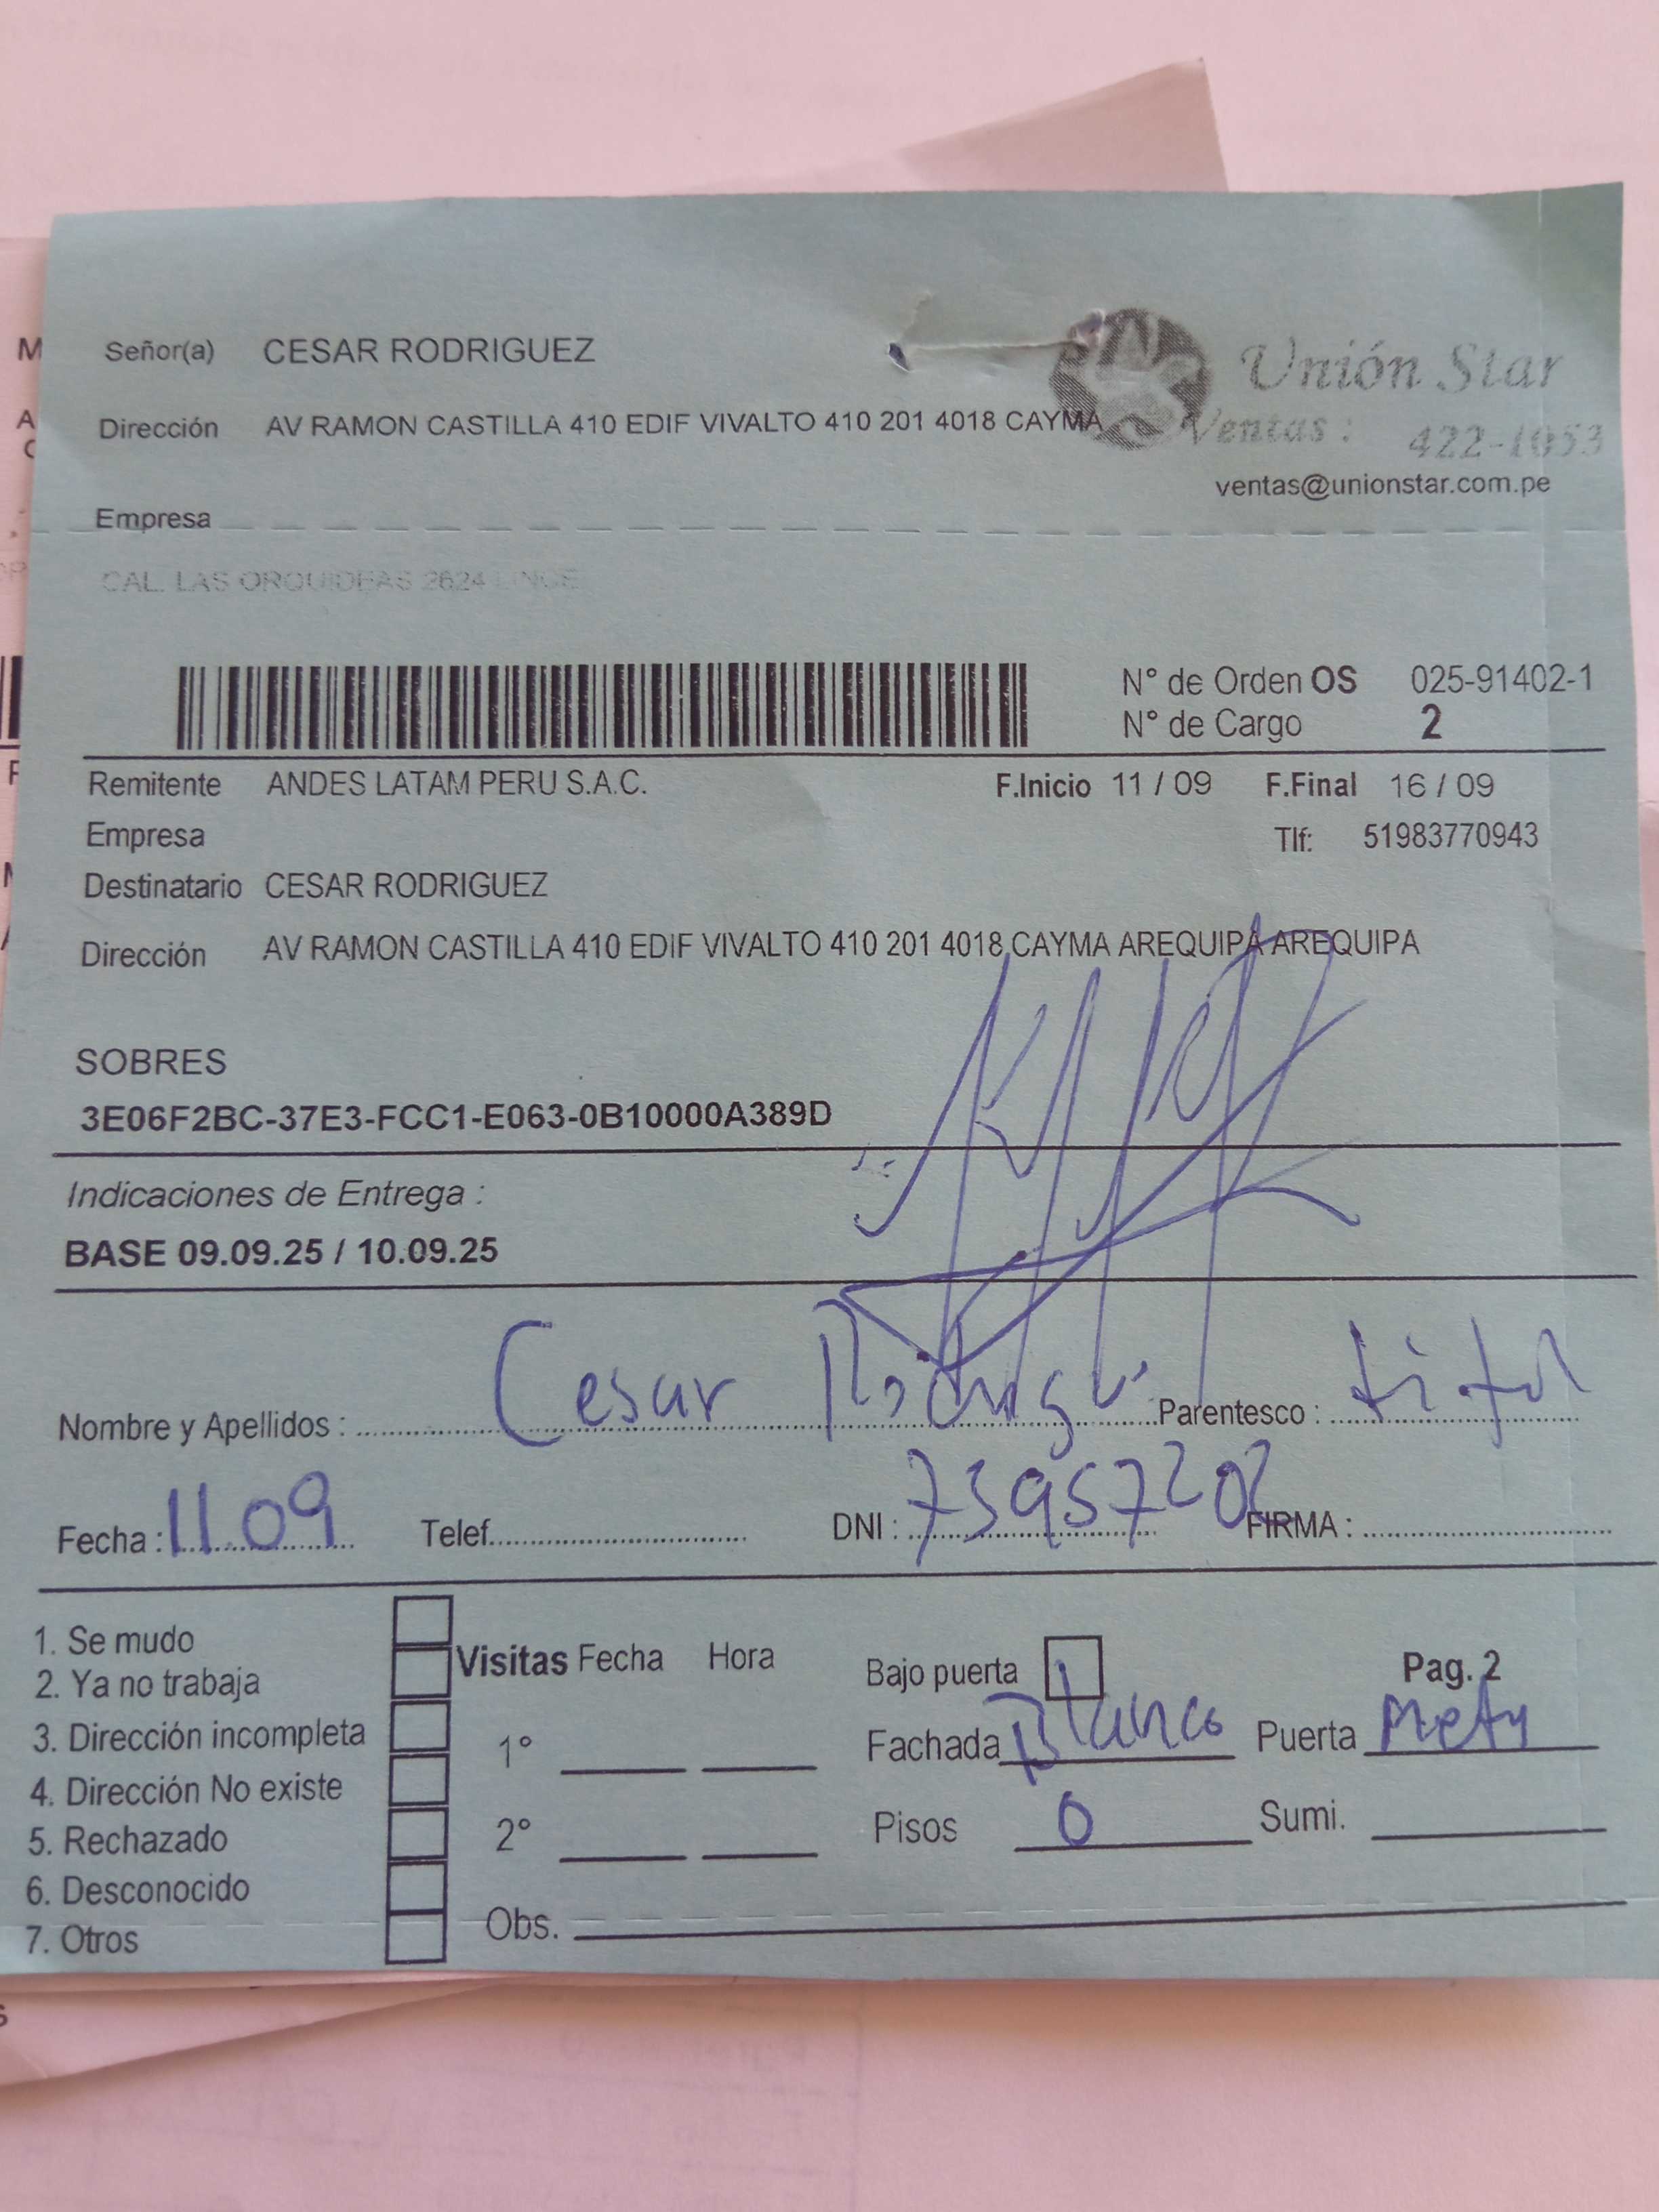 Señor(a) CESAR RODRIGUEZ
Unión Star
Dirección AV RAMON CASTILLA 410 EDIF VIVALTO 410 201 4018 CAYMA
Ventas : 422-1053
ventas@unionstar.com.pe
Empresa
CAL. LAS ORQUIDEAS 2624 LINCE
N° de Orden OS 025-91402-1
N° de Cargo 2
Remitente ANDES LATAM PERU S.A.C. F.Inicio 11 / 09 F.Final 16 / 09
Empresa Tlf: 51983770943
Destinatario CESAR RODRIGUEZ
Dirección AV RAMON CASTILLA 410 EDIF VIVALTO 410 201 4018 CAYMA AREQUIPA AREQUIPA
SOBRES
3E06F2BC-37E3-FCC1-E063-0B10000A389D
Indicaciones de Entrega :
BASE 09.09.25 / 10.09.25
Nombre y Apellidos : Cesar Parentesco :
Fecha : 11.09 Telef. DNI : FIRMA :
1. Se mudo
2. Ya no trabaja
3. Dirección incompleta
4. Dirección No existe
5. Rechazado
6. Desconocido
7. Otros
Visitas Fecha Hora
1°
2°
Obs.
Bajo puerta Pag. 2
Fachada Blanco Puerta
Pisos 0 Sumi.